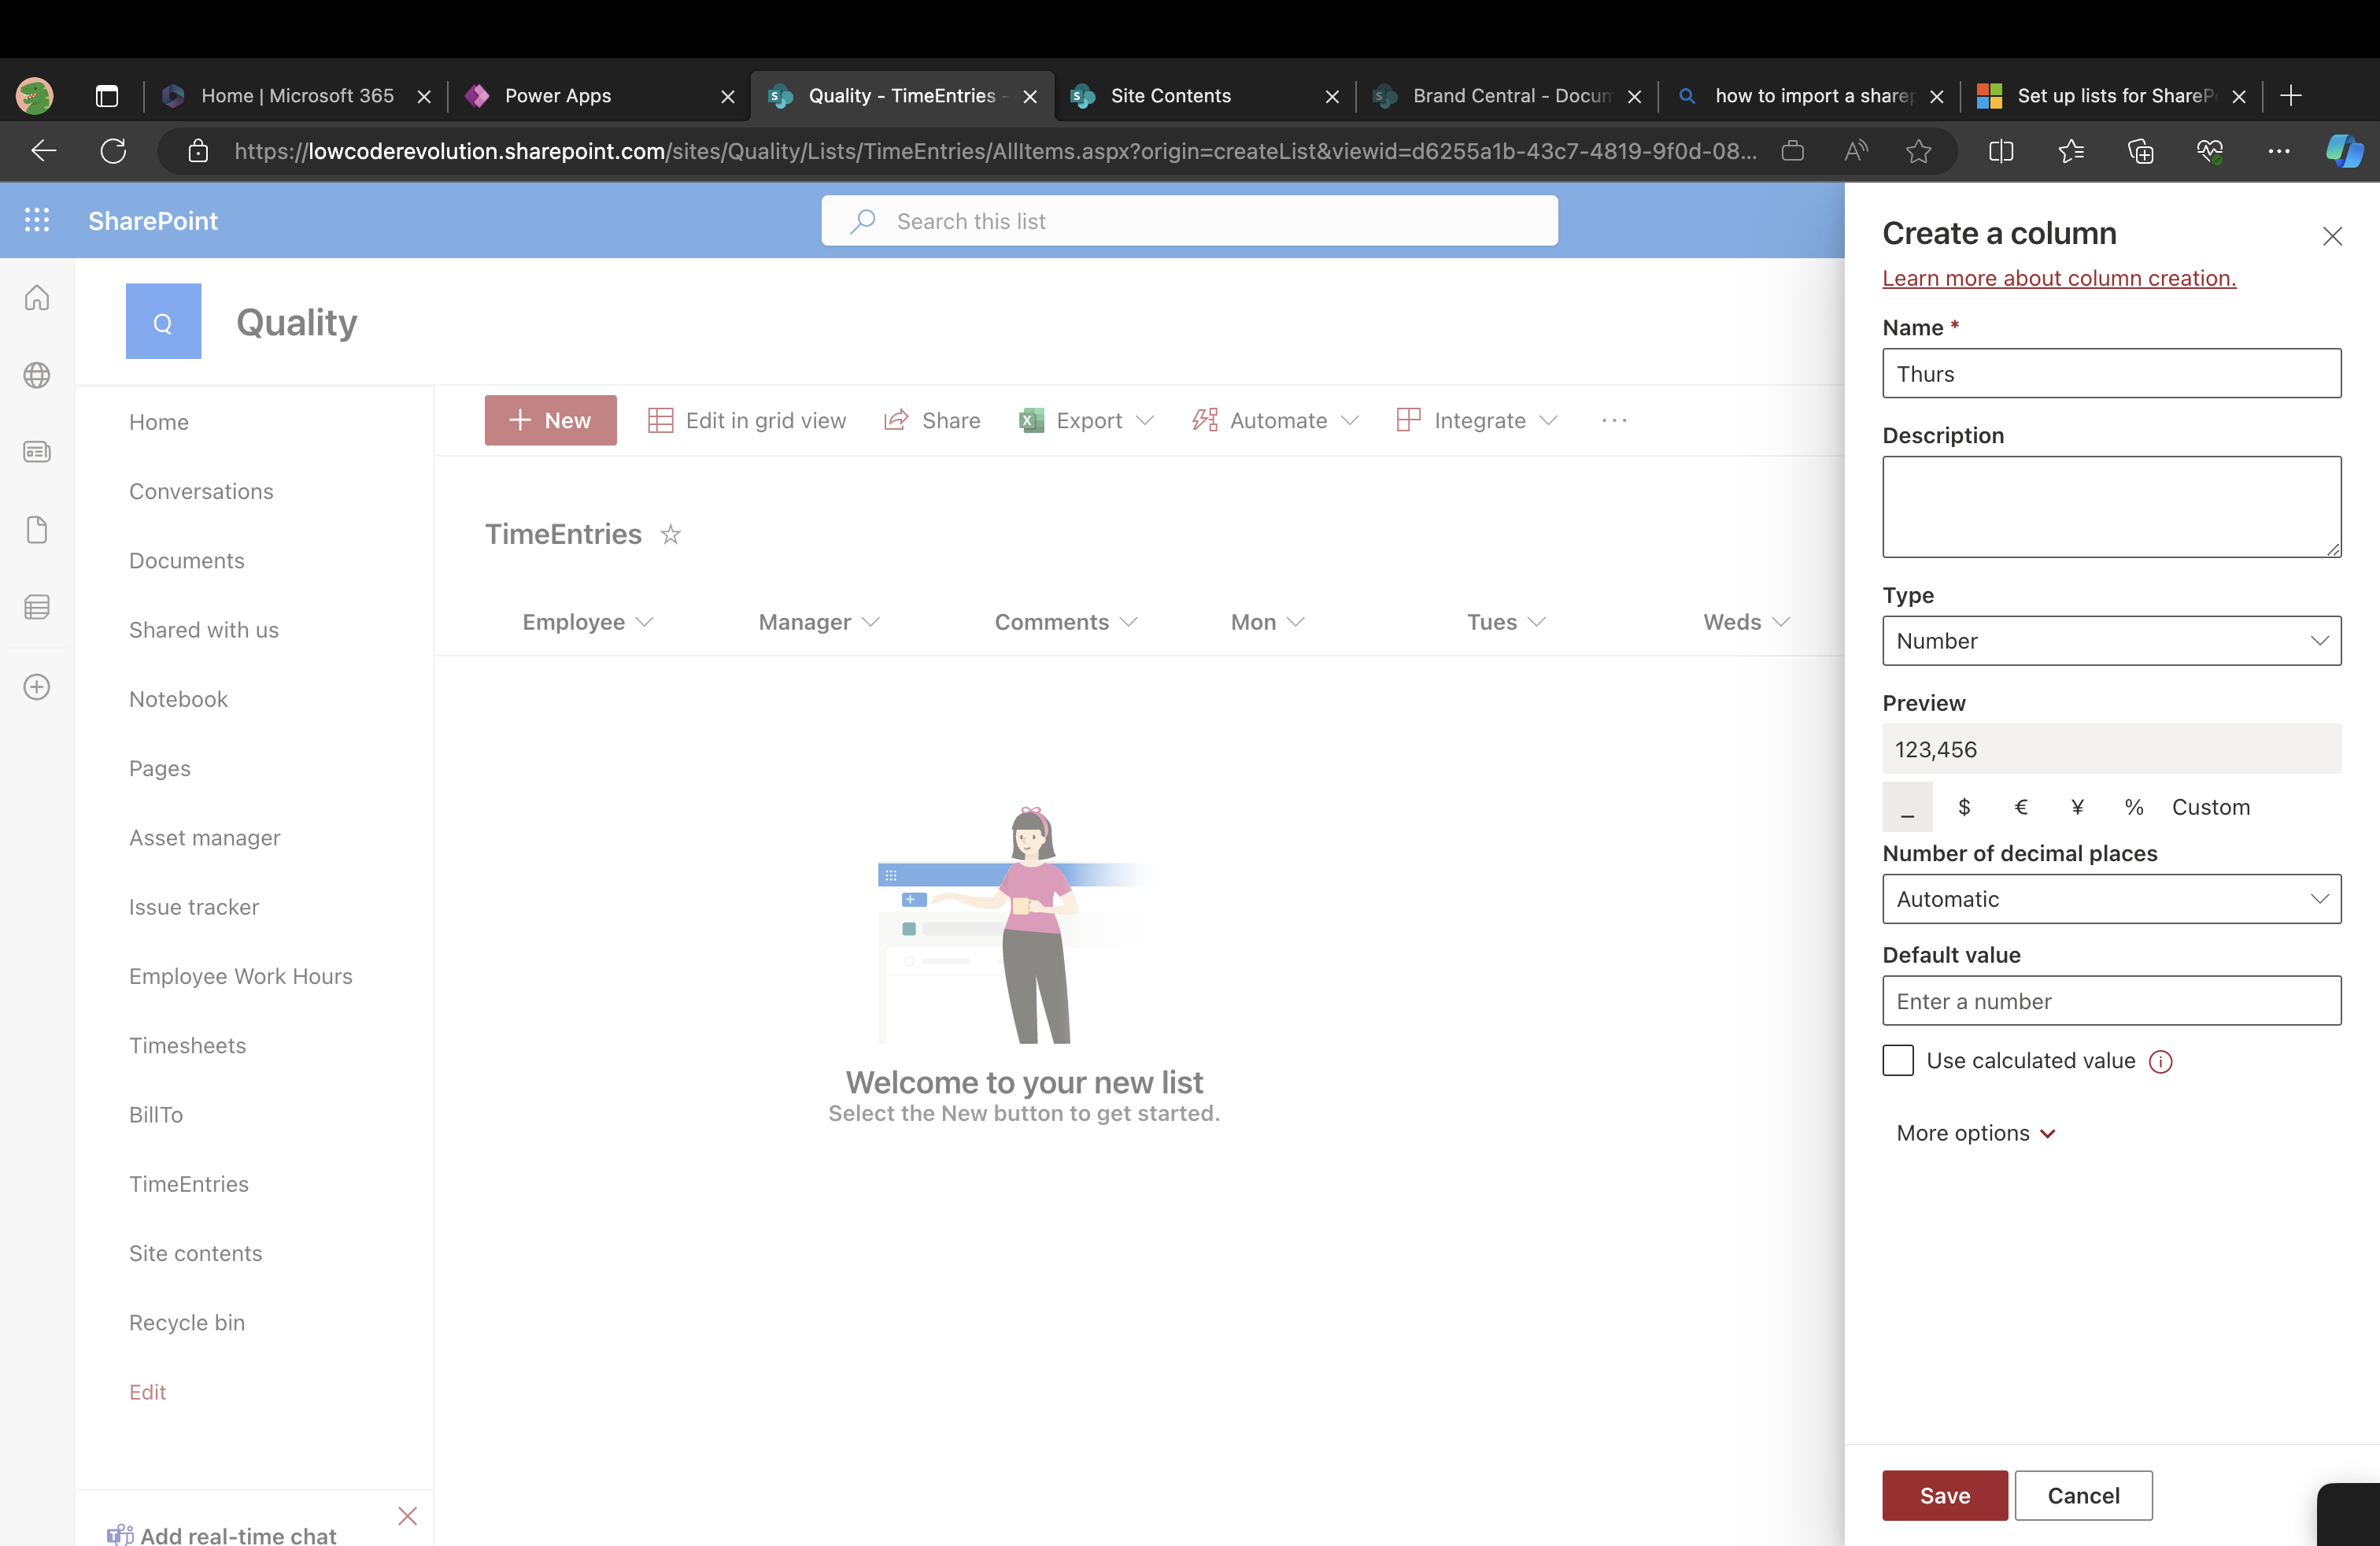 Home | Microsoft 365
Power Apps
Quality - TimeEntries -
Site Contents
Brand Central - Docum
how to import a sharep
Set up lists for SharePo
https://lowcoderevolution.sharepoint.com/sites/Quality/Lists/TimeEntries/AllItems.aspx?origin=createList&viewid=d6255a1b-43c7-4819-9f0d-08...
SharePoint
Search this list
Q
Quality
Home
Conversations
Documents
Shared with us
Notebook
Pages
Asset manager
Issue tracker
Employee Work Hours
Timesheets
BillTo
TimeEntries
Site contents
Recycle bin
Edit
Add real-time chat
+ New
Edit in grid view
Share
Export
Automate
Integrate
...
TimeEntries
Employee
Manager
Comments
Mon
Tues
Weds
Welcome to your new list
Select the New button to get started.
Create a column
Learn more about column creation.
Name *
Thurs
Description
Type
Number
Preview
123,456
_ $ € ¥ % Custom
Number of decimal places
Automatic
Default value
Enter a number
Use calculated value
More options
Save
Cancel